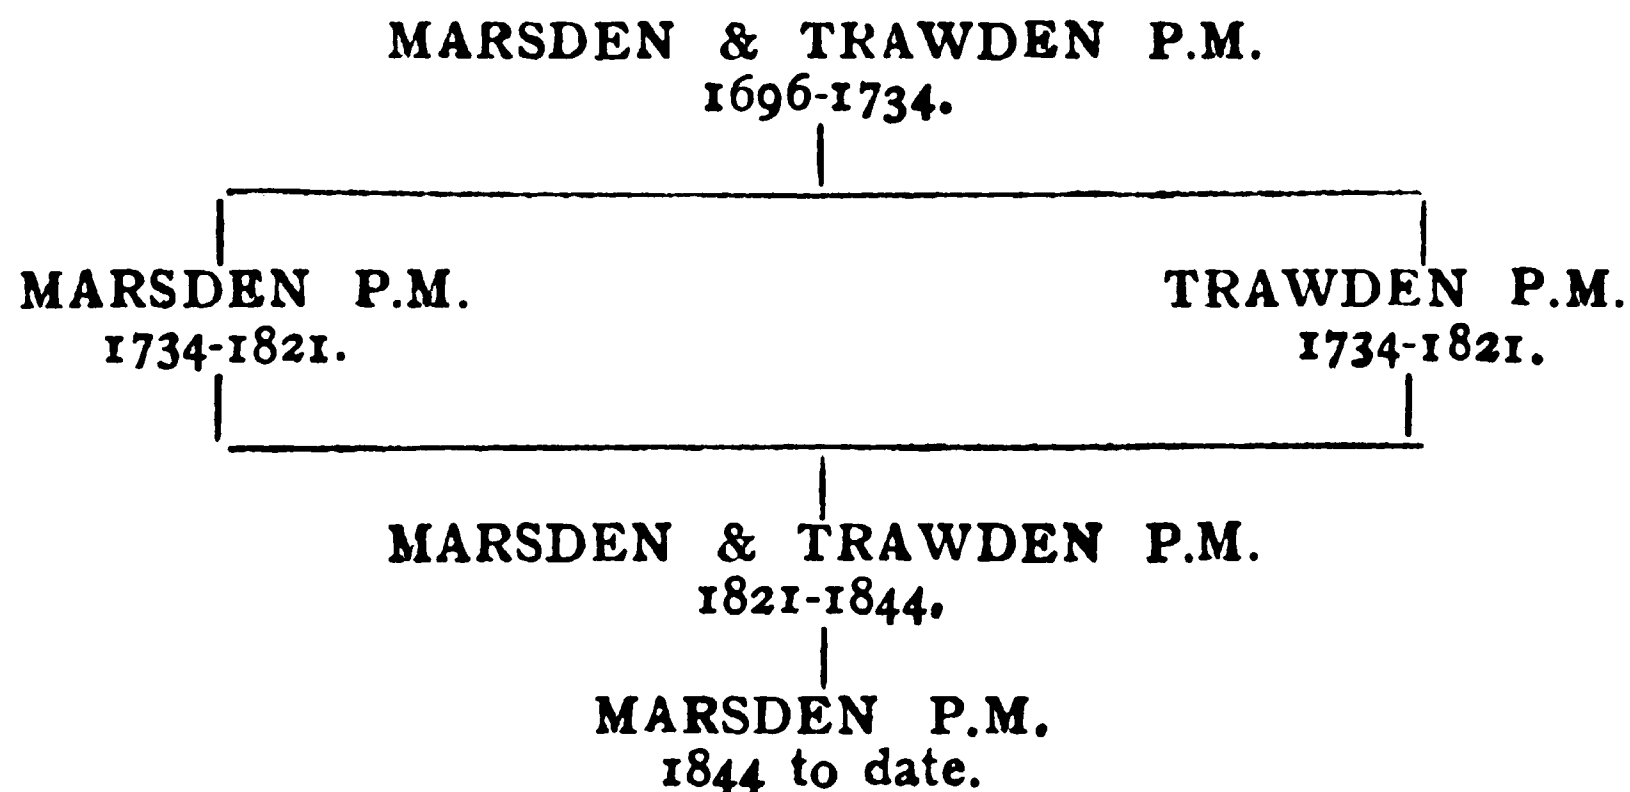 MARSDEN & TRAWDEN P.M.
1696-1734.
MARSDEN P.M.
TRAWDEN P.M.
1734-1821.
1734-1821.
MARSDEN & TRAWDEN P.M.
1821-1844.
MARSDEN P.M.
1844 to date.